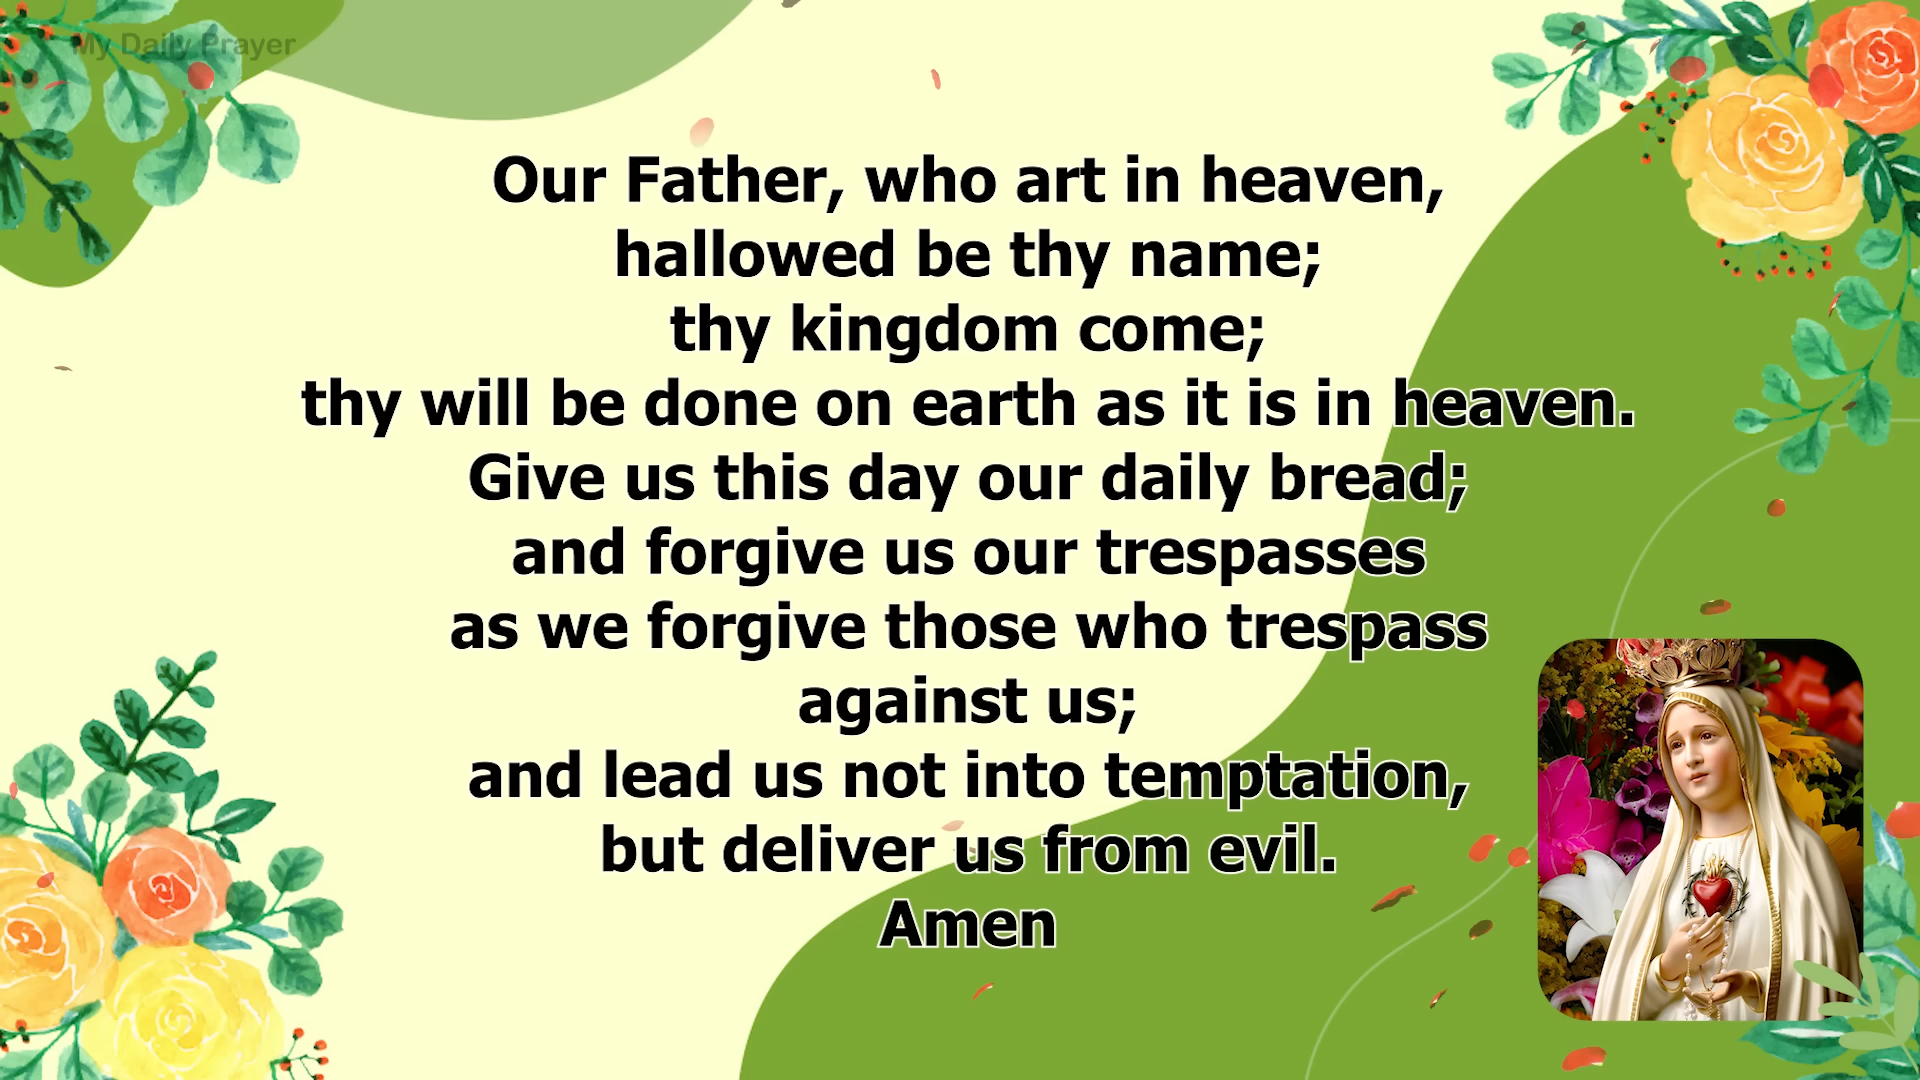 My Daily Prayer
Our Father, who art in heaven,
hallowed be thy name;
thy kingdom come;
thy will be done on earth as it is in heaven.
Give us this day our daily bread;
and forgive us our trespasses
as we forgive those who trespass
against us;
and lead us not into temptation,
but deliver us from evil.
Amen